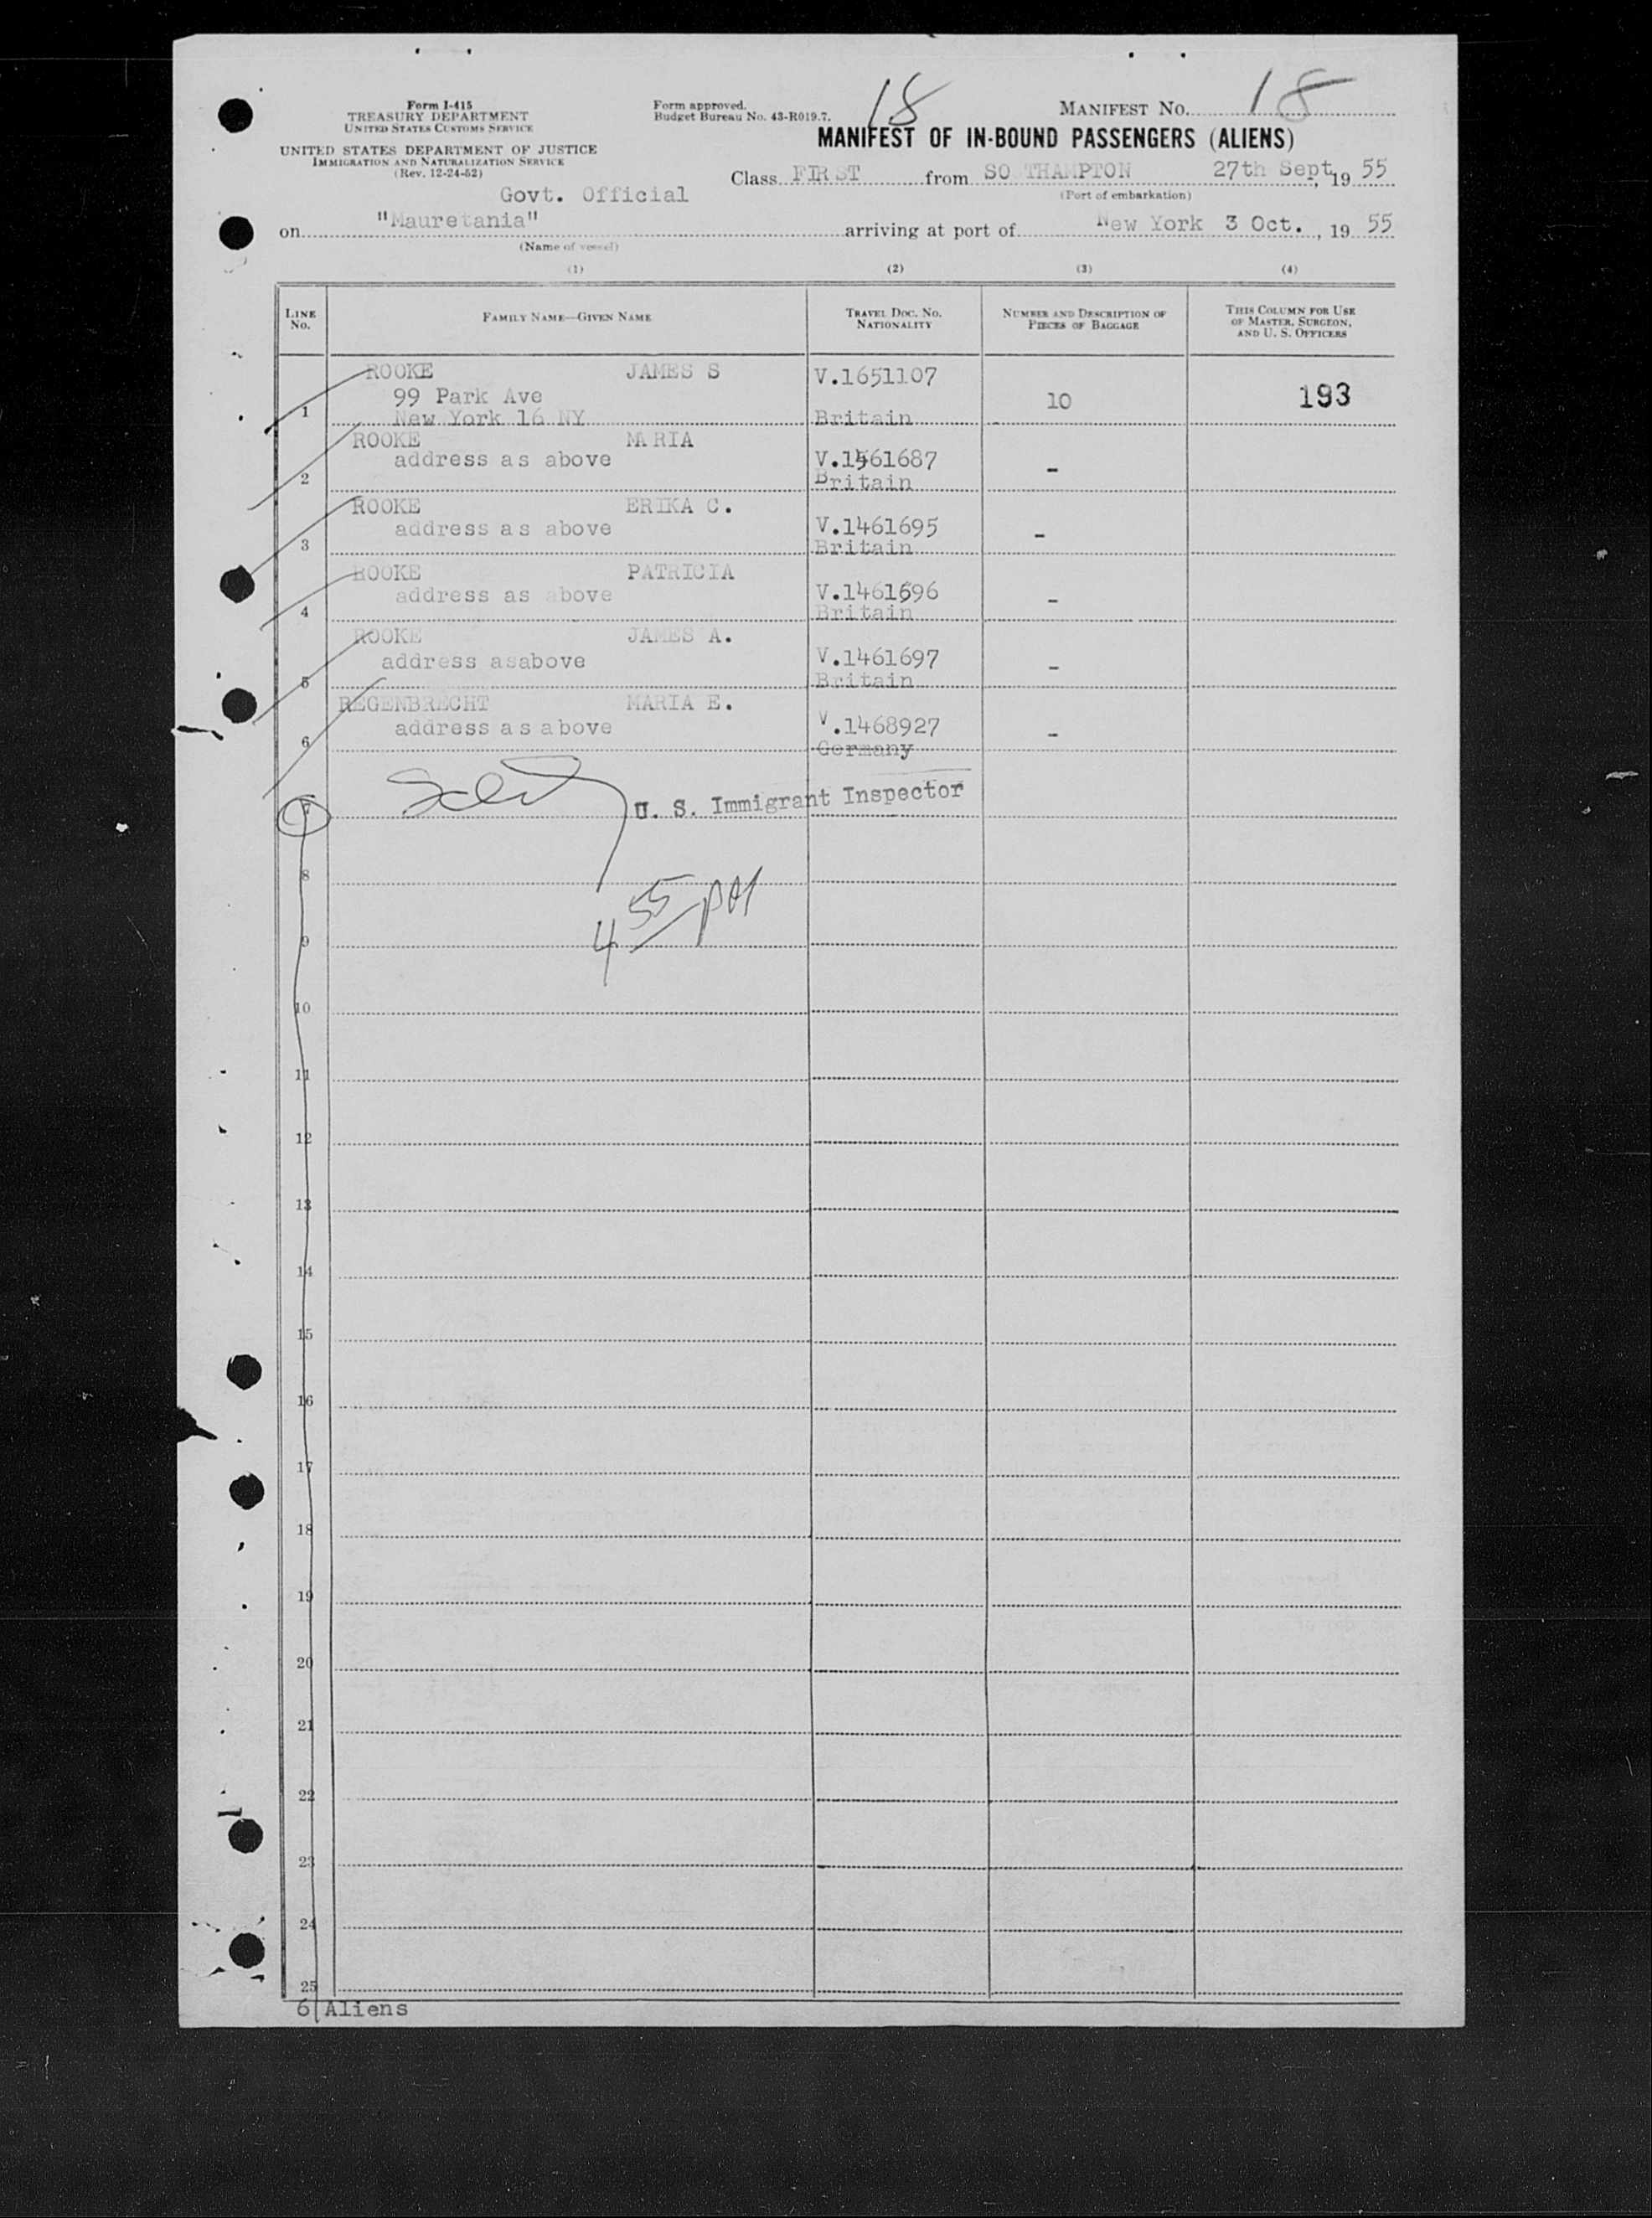 18
Form I-415
TREASURY DEPARTMENT
UNITED STATES CUSTOMS SERVICE
UNITED STATES DEPARTMENT OF JUSTICE
IMMIGRATION AND NATURALIZATION SERVICE
(Rev. 12-24-52)
Form approved.
Budget Bureau No. 43-R019.7.
MANIFEST NO. 18
MANIFEST OF IN-BOUND PASSENGERS (ALIENS)
Class FIRST from SO THAMPTON 27th Sept, 19 55
(Port of embarkation)
Govt. Official
on "Mauretania" arriving at port of New York 3 Oct., 19 55
(Name of vessel)
(1) (2) (3) (4)
LINE NO. FAMILY NAME—GIVEN NAME TRAVEL DOC. NO. NATIONALITY NUMBER AND DESCRIPTION OF PIECES OF BAGGAGE THIS COLUMN FOR USE OF MASTER, SURGEON, AND U. S. OFFICERS
ROOKE JAMES S V.1651107
99 Park Ave 10 193
1 New York 16 NY Britain
ROOKE MARIA
address as above V.1461687 -
2 Britain
ROOKE ERIKA C.
address as above V.1461695 -
3 Britain
ROOKE PATRICIA
address as above V.1461696 -
4 Britain
ROOKE JAMES A.
address asabove V.1461697 -
5 Britain
REGENBRECHT MARIA E.
address as above V.1468927 -
6 Germany
7 U. S. Immigrant Inspector
8
4 55 PM
9
10
11
12
13
14
15
16
17
18
19
20
21
22
23
24
25
6 Aliens